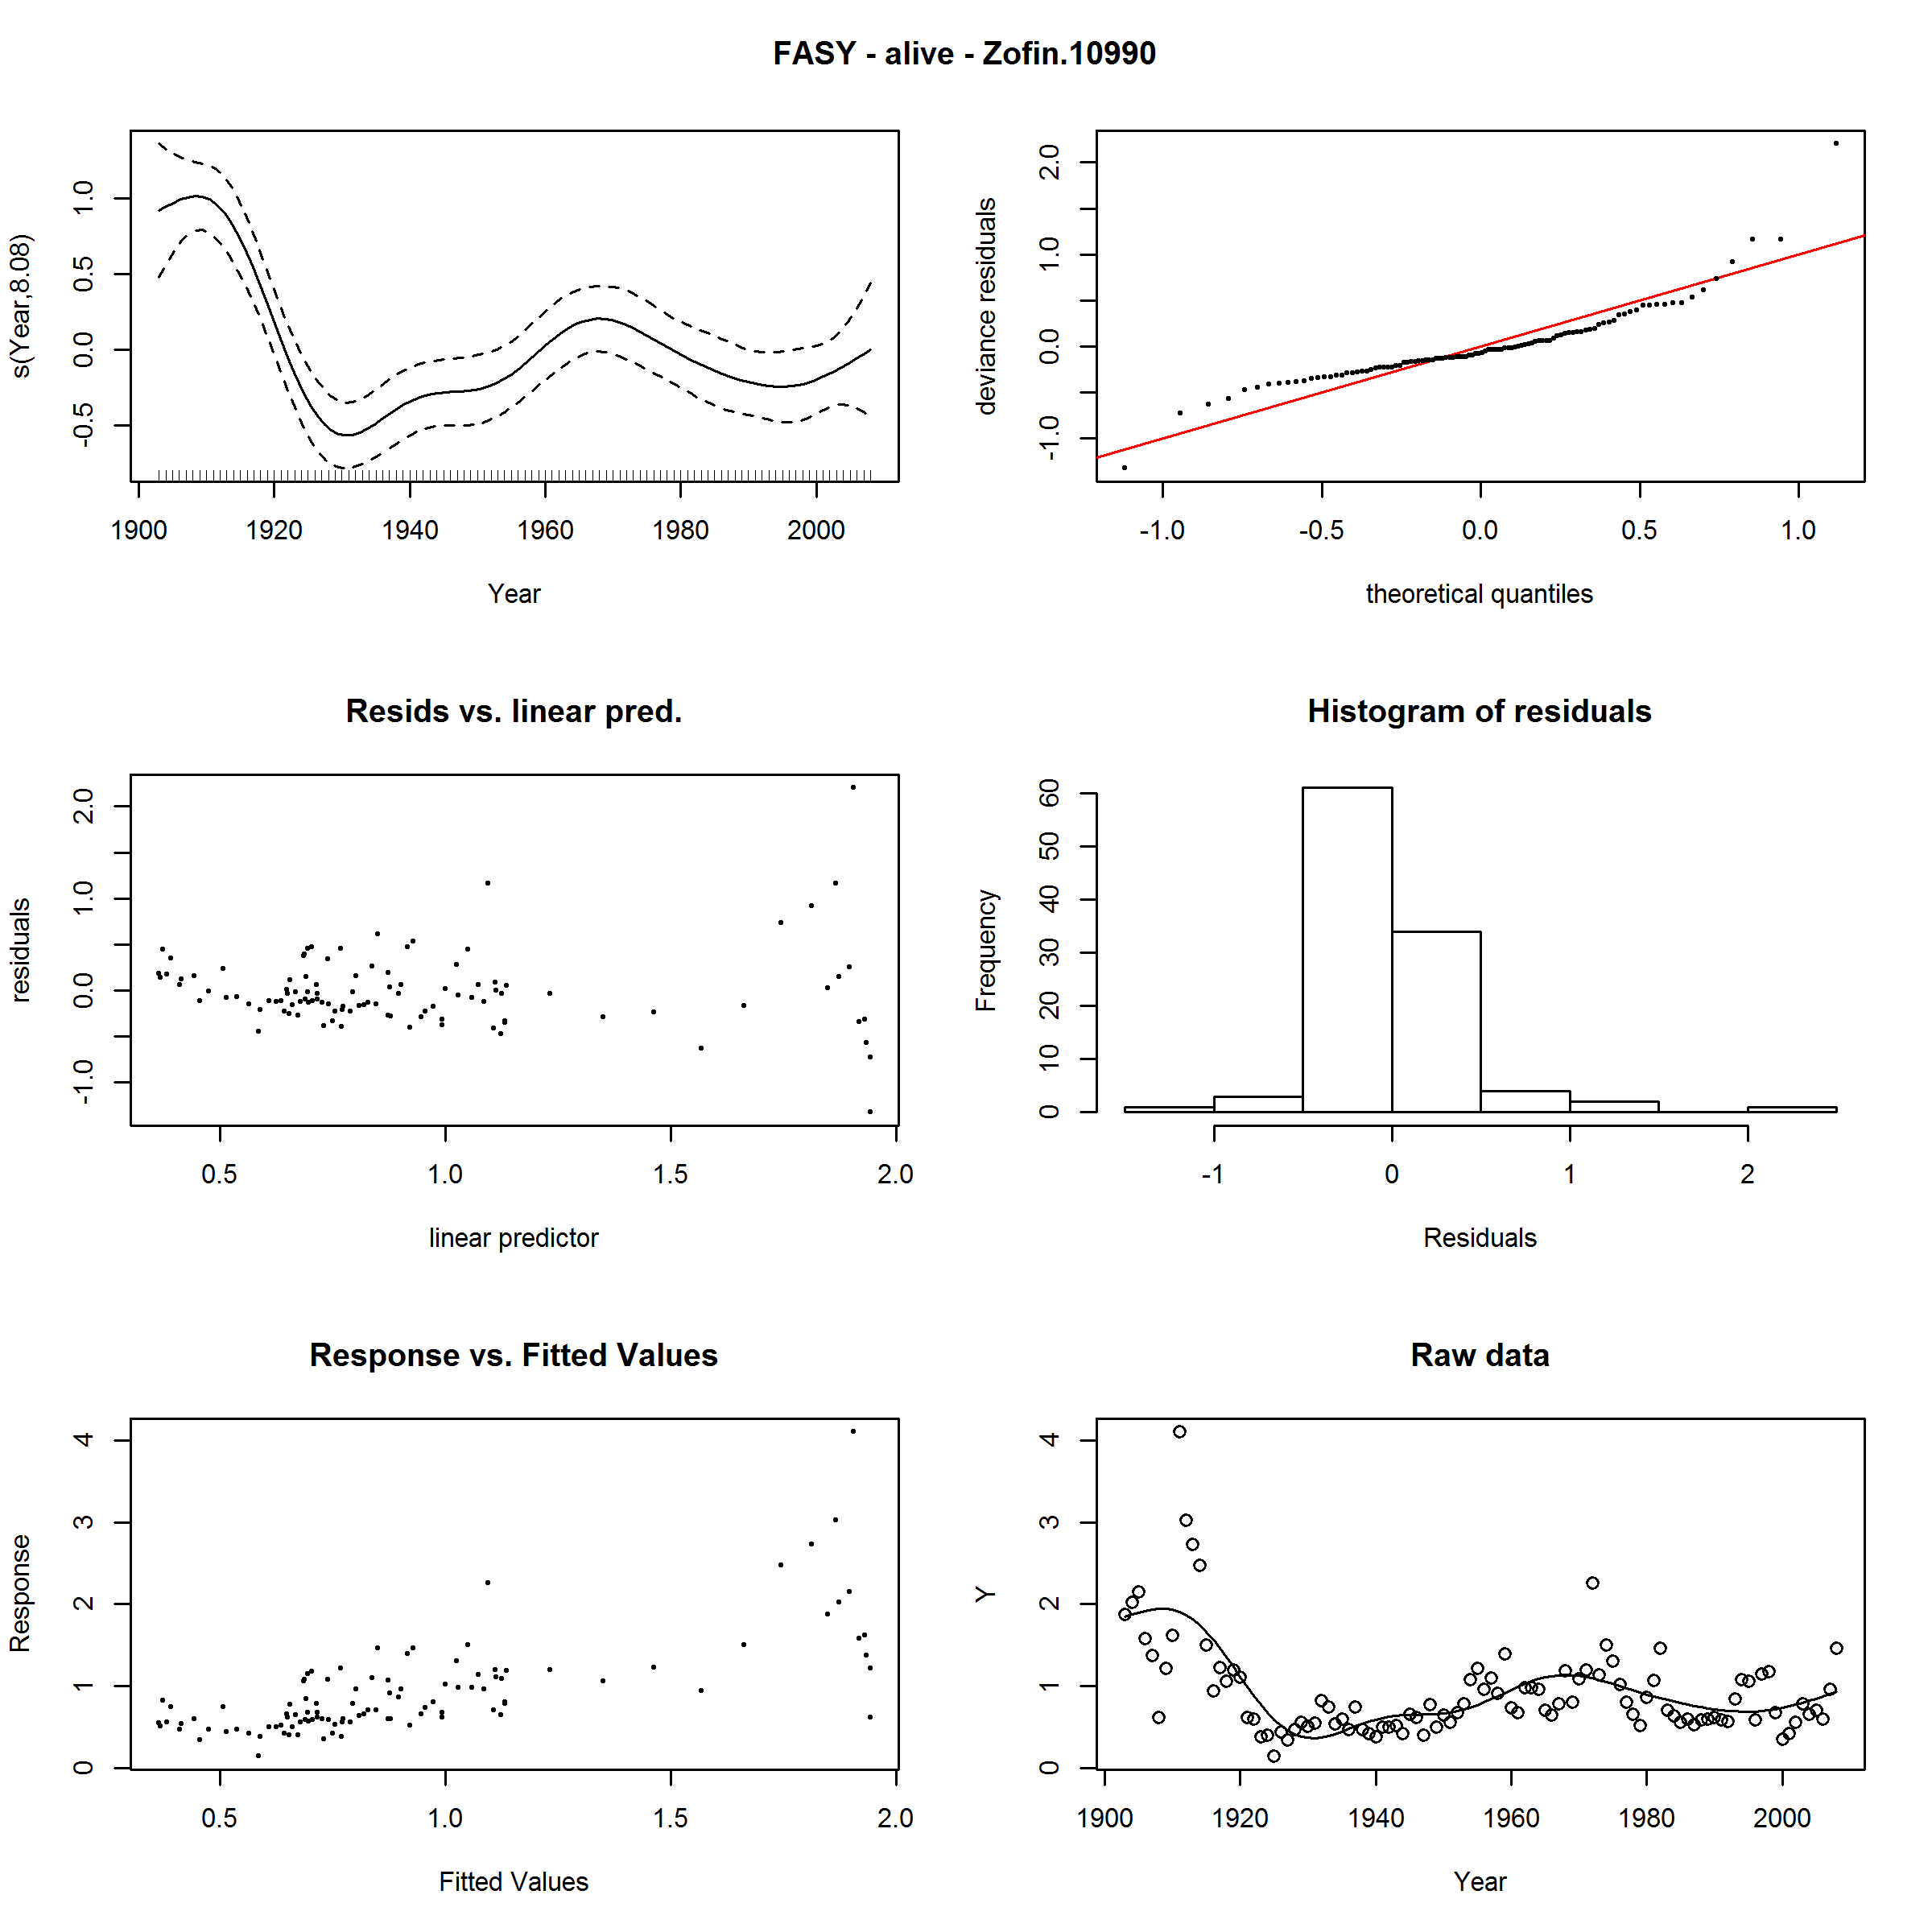 FASY - alive - Zofin.10990
s(Year,8.08)
-0.5 0.0 0.5 1.0
1900 1920 1940 1960 1980 2000
Year
deviance residuals
-1.0 0.0 1.0 2.0
-1.0 -0.5 0.0 0.5 1.0
theoretical quantiles
Resids vs. linear pred.
residuals
-1.0 0.0 1.0 2.0
0.5 1.0 1.5 2.0
linear predictor
Histogram of residuals
Frequency
0 10 20 30 40 50 60
-1 0 1 2
Residuals
Response vs. Fitted Values
Response
0 1 2 3 4
0.5 1.0 1.5 2.0
Fitted Values
Raw data
Y
0 1 2 3 4
1900 1920 1940 1960 1980 2000
Year